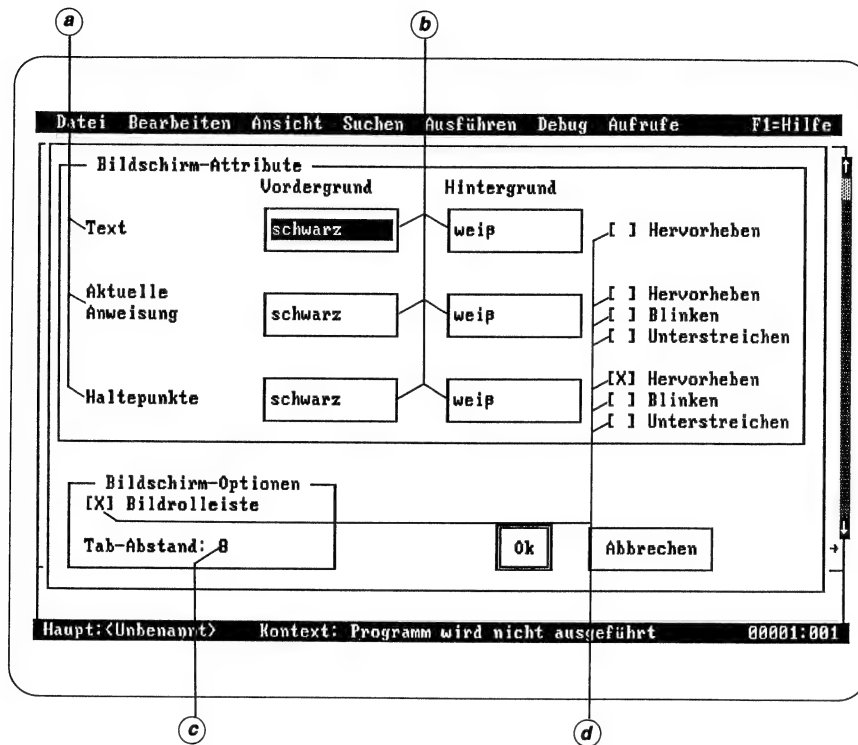 a b
Datei Bearbeiten Ansicht Suchen Ausführen Debug Aufrufe F1=Hilfe
Bildschirm-Attribute
Vordergrund Hintergrund
Text schwarz weiß [ ] Hervorheben
Aktuelle [ ] Hervorheben
Anweisung schwarz weiß [ ] Blinken
[ ] Unterstreichen
[X] Hervorheben
Haltepunkte schwarz weiß [ ] Blinken
[ ] Unterstreichen
Bildschirm-Optionen
[X] Bildrolleiste
Tab-Abstand: 8 Ok Abbrechen
Haupt:<Unbenannt> Kontext: Programm wird nicht ausgeführt 00001:001
c d